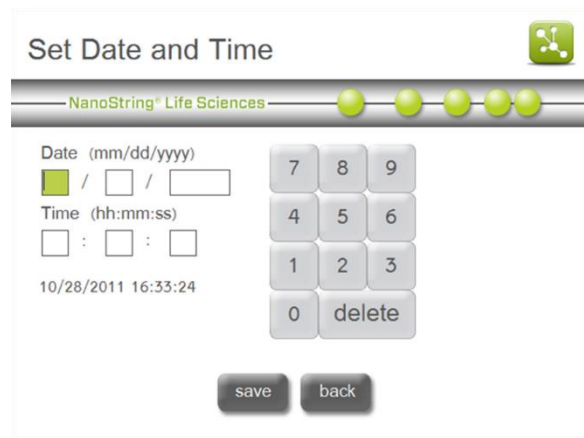 Set Date and Time
NanoString® Life Sciences
Date (mm/dd/yyyy)
/ /
Time (hh:mm:ss)
: :
10/28/2011 16:33:24
7 8 9
4 5 6
1 2 3
0 delete
save back